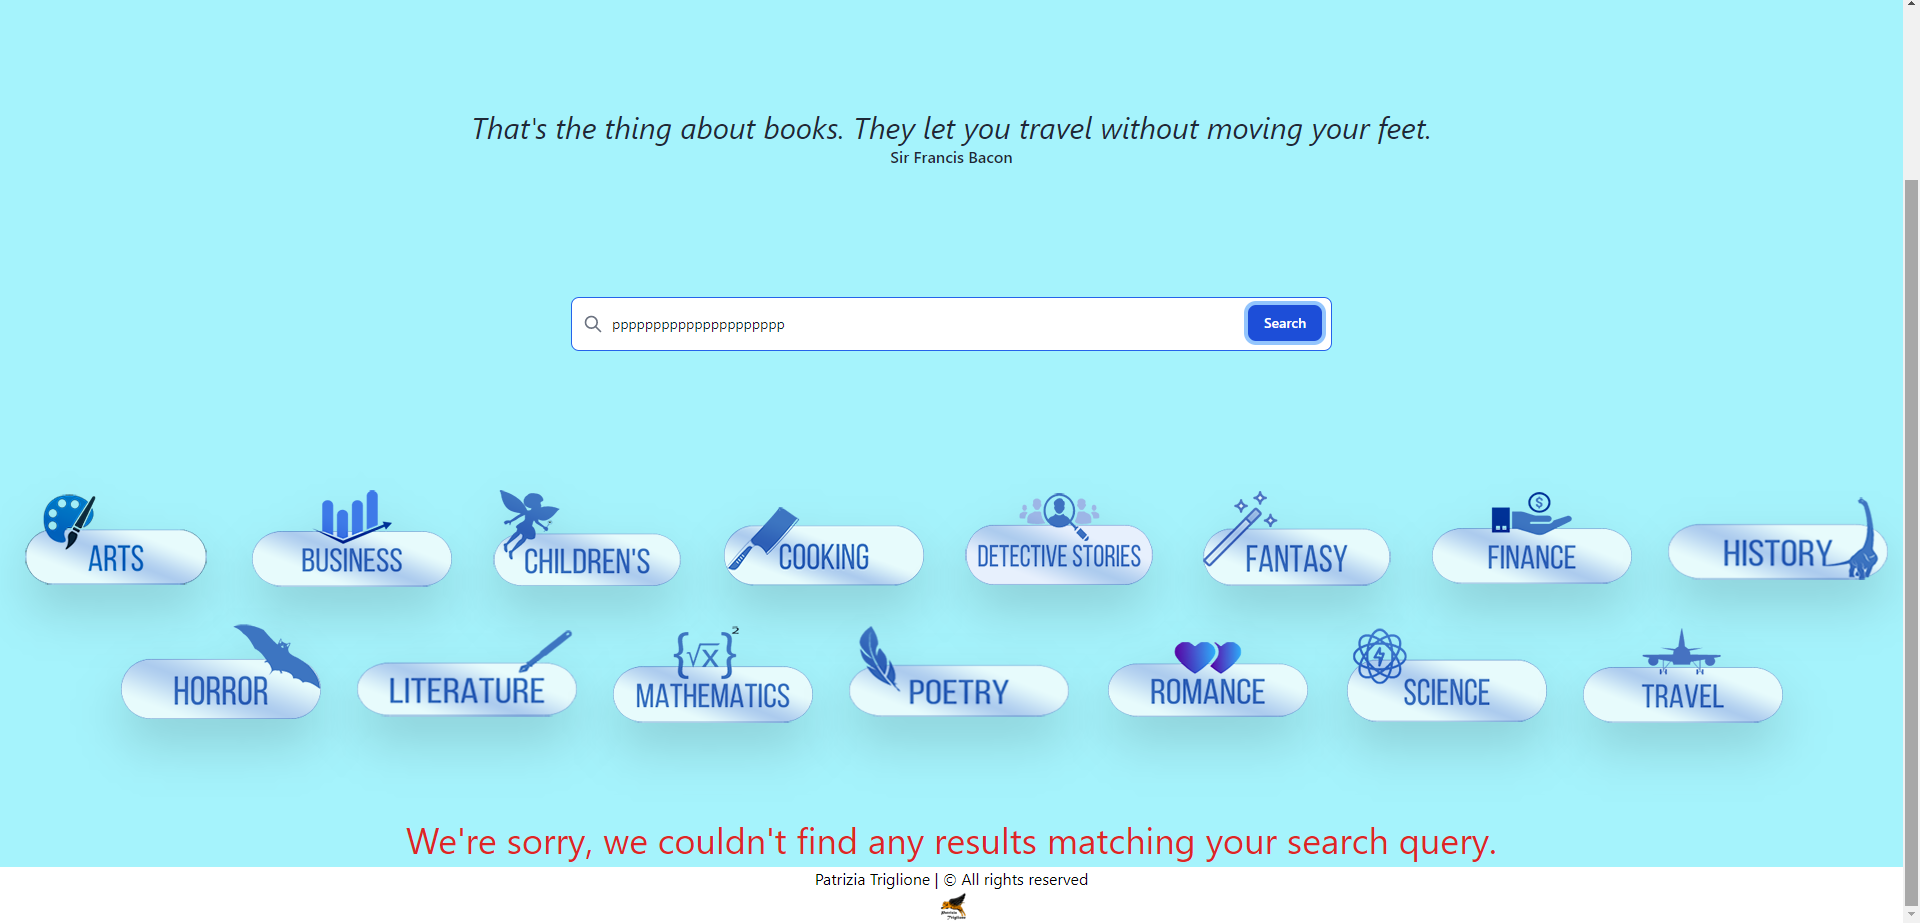 That's the thing about books. They let you travel without moving your feet.
Sir Francis Bacon
pppppppppppppppppppp
Search
ARTS
BUSINESS
CHILDREN'S
COOKING
DETECTIVE STORIES
FANTASY
FINANCE
HISTORY
HORROR
LITERATURE
{√x}²
MATHEMATICS
POETRY
ROMANCE
SCIENCE
TRAVEL
We're sorry, we couldn't find any results matching your search query.
Patrizia Triglione | © All rights reserved
Patrizia
Triglione